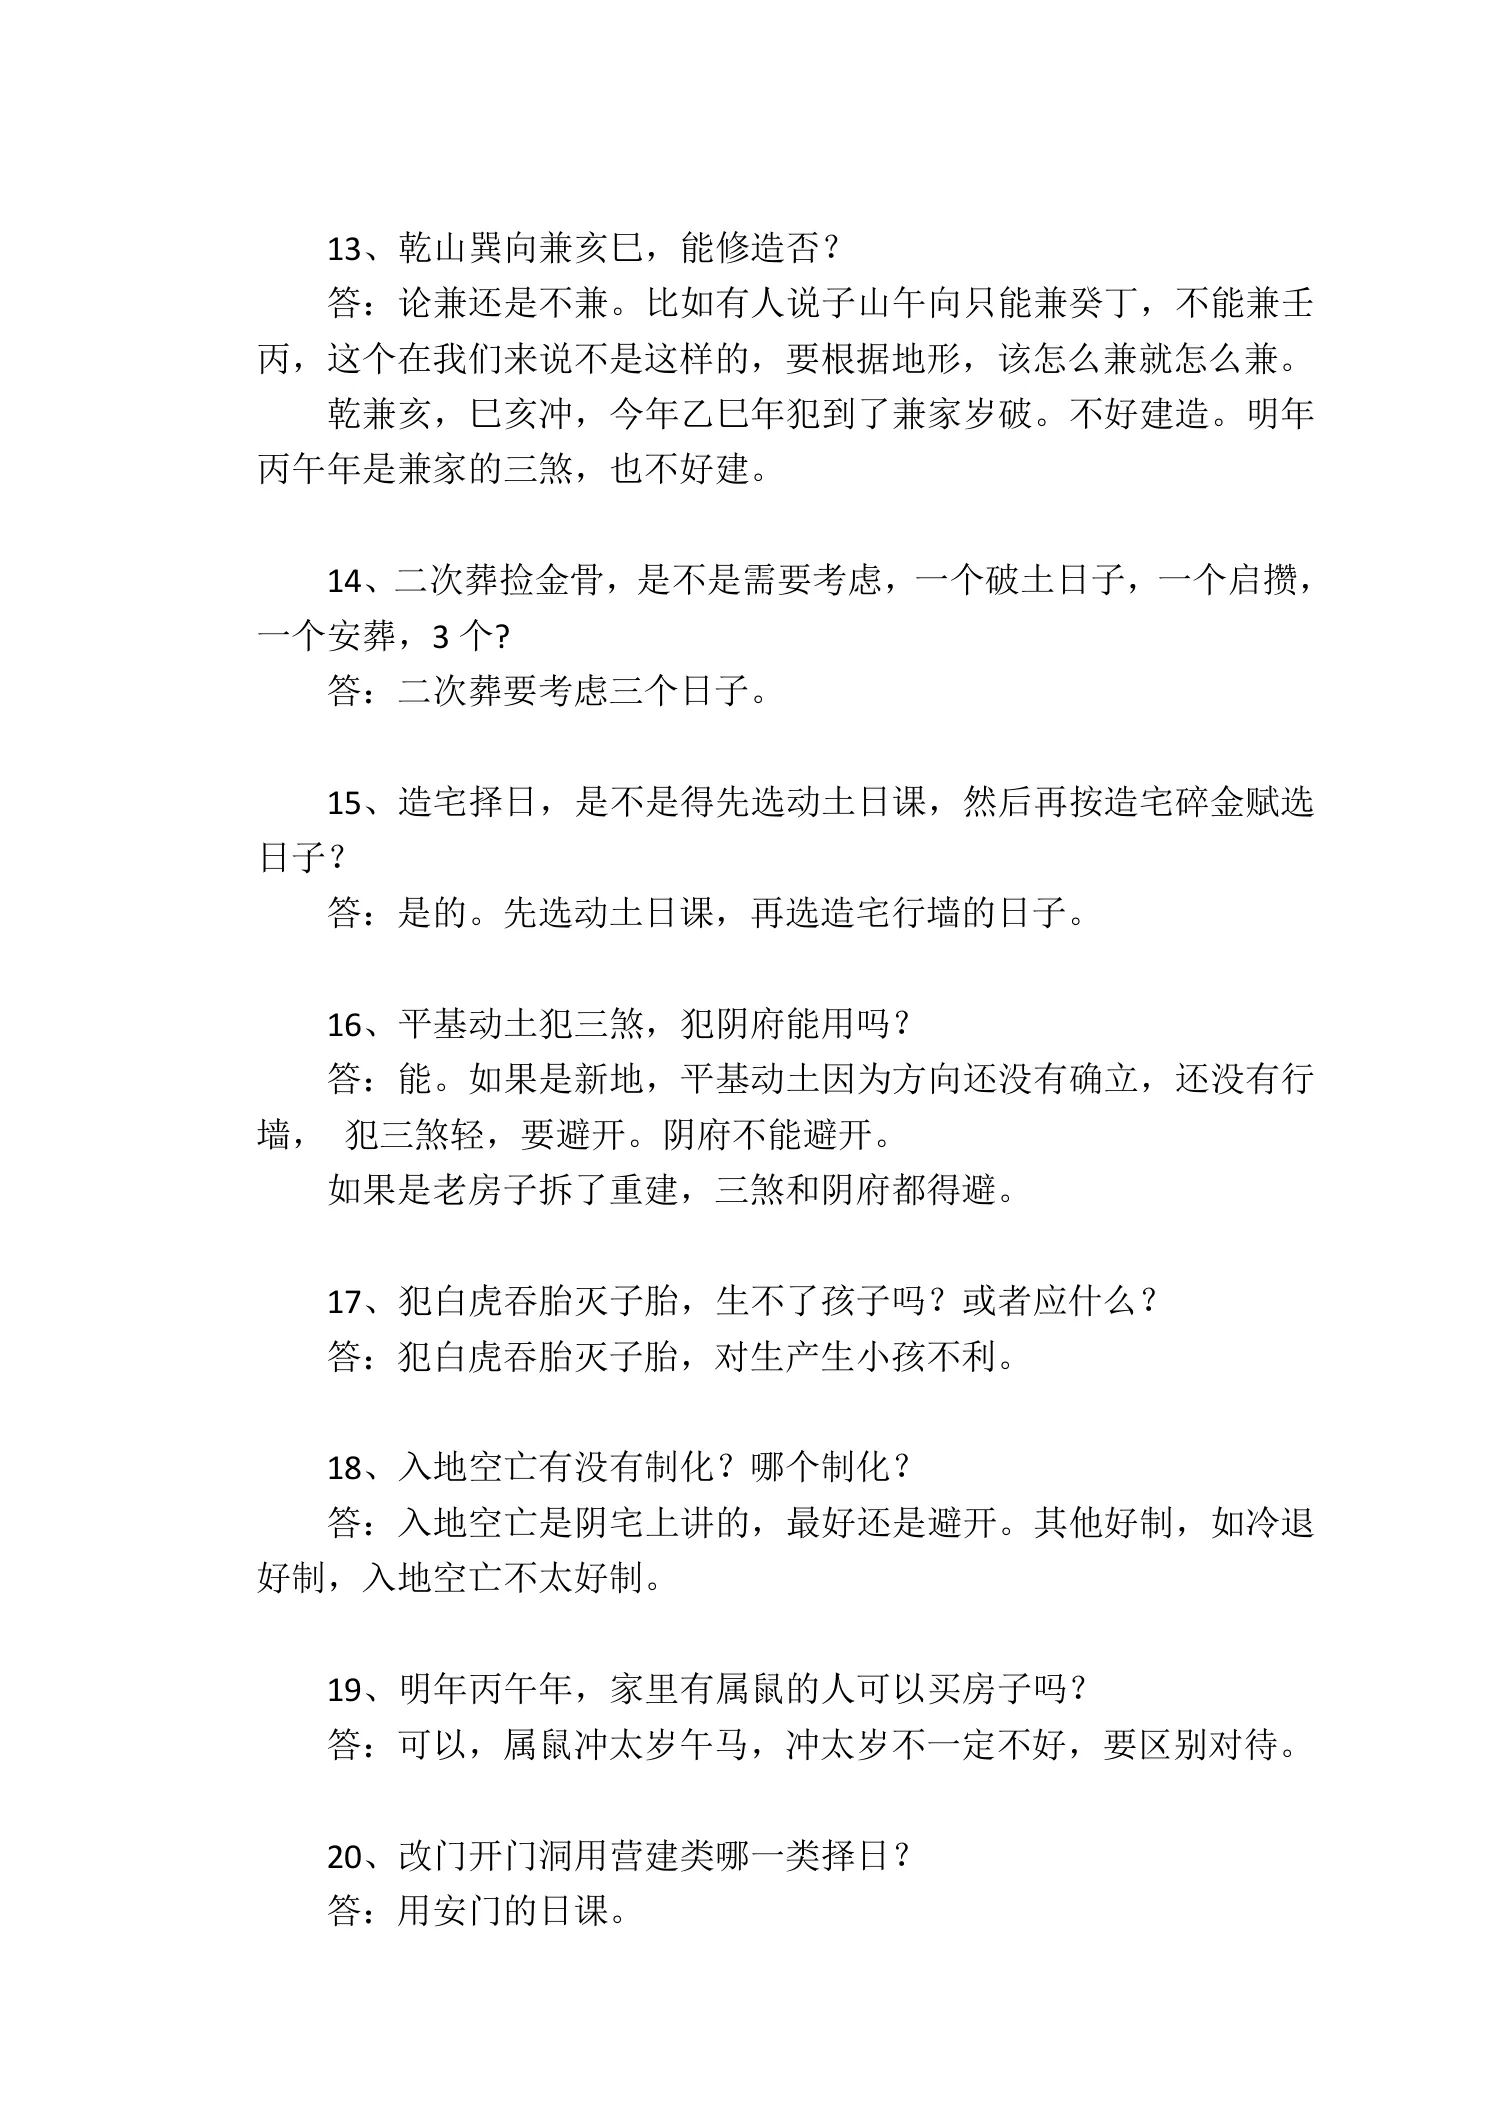 13、乾山巽向兼亥巳，能修造否？
答：论兼还是不兼。比如有人说子山午向只能兼癸丁，不能兼壬
丙，这个在我们来说不是这样的，要根据地形，该怎么兼就怎么兼。
乾兼亥，巳亥冲，今年乙巳年犯到了兼家岁破。不好建造。明年
丙午年是兼家的三煞，也不好建。
14、二次葬捡金骨，是不是需要考虑，一个破土日子，一个启攒，
一个安葬，3 个?
答：二次葬要考虑三个日子。
15、造宅择日，是不是得先选动土日课，然后再按造宅碎金赋选
日子？
答：是的。先选动土日课，再选造宅行墙的日子。
16、平基动土犯三煞，犯阴府能用吗？
答：能。如果是新地，平基动土因为方向还没有确立，还没有行
墙， 犯三煞轻，要避开。阴府不能避开。
如果是老房子拆了重建，三煞和阴府都得避。
17、犯白虎吞胎灭子胎，生不了孩子吗？或者应什么？
答：犯白虎吞胎灭子胎，对生产生小孩不利。
18、入地空亡有没有制化？哪个制化？
答：入地空亡是阴宅上讲的，最好还是避开。其他好制，如冷退
好制，入地空亡不太好制。
19、明年丙午年，家里有属鼠的人可以买房子吗？
答：可以，属鼠冲太岁午马，冲太岁不一定不好，要区别对待。
20、改门开门洞用营建类哪一类择日？
答：用安门的日课。